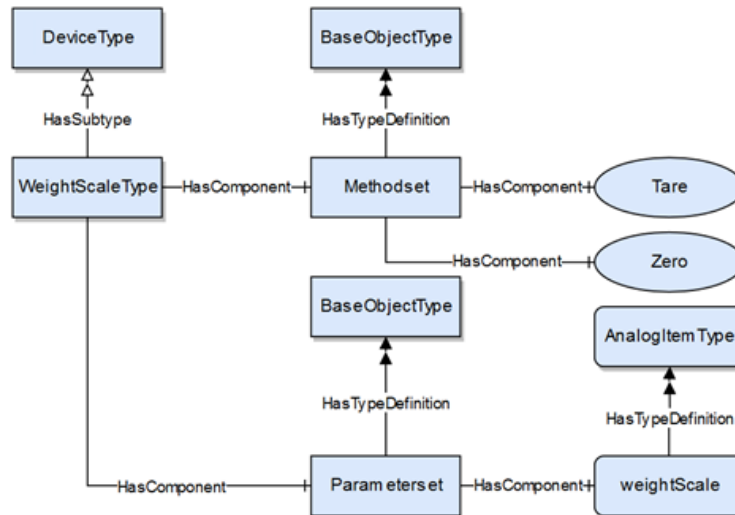 DeviceType
BaseObjectType
HasSubtype
HasTypeDefinition
WeightScaleType
HasComponent
Methodset
HasComponent
Tare
HasComponent
Zero
BaseObjectType
AnalogItemType
HasTypeDefinition
HasTypeDefinition
HasComponent
Parameterset
HasComponent
weightScale